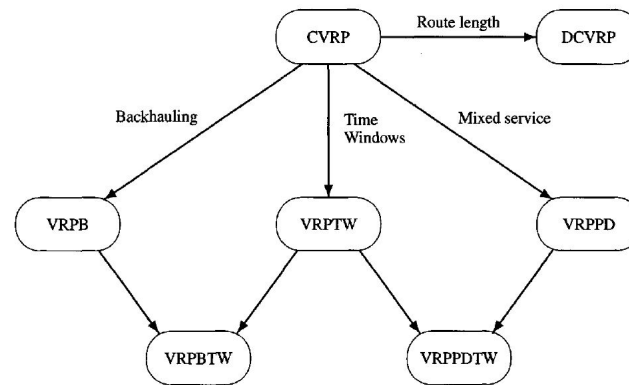 Route length
CVRP
DCVRP
Backhauling
Time
Windows
Mixed service
VRPB
VRPTW
VRPPD
VRPBTW
VRPPDTW